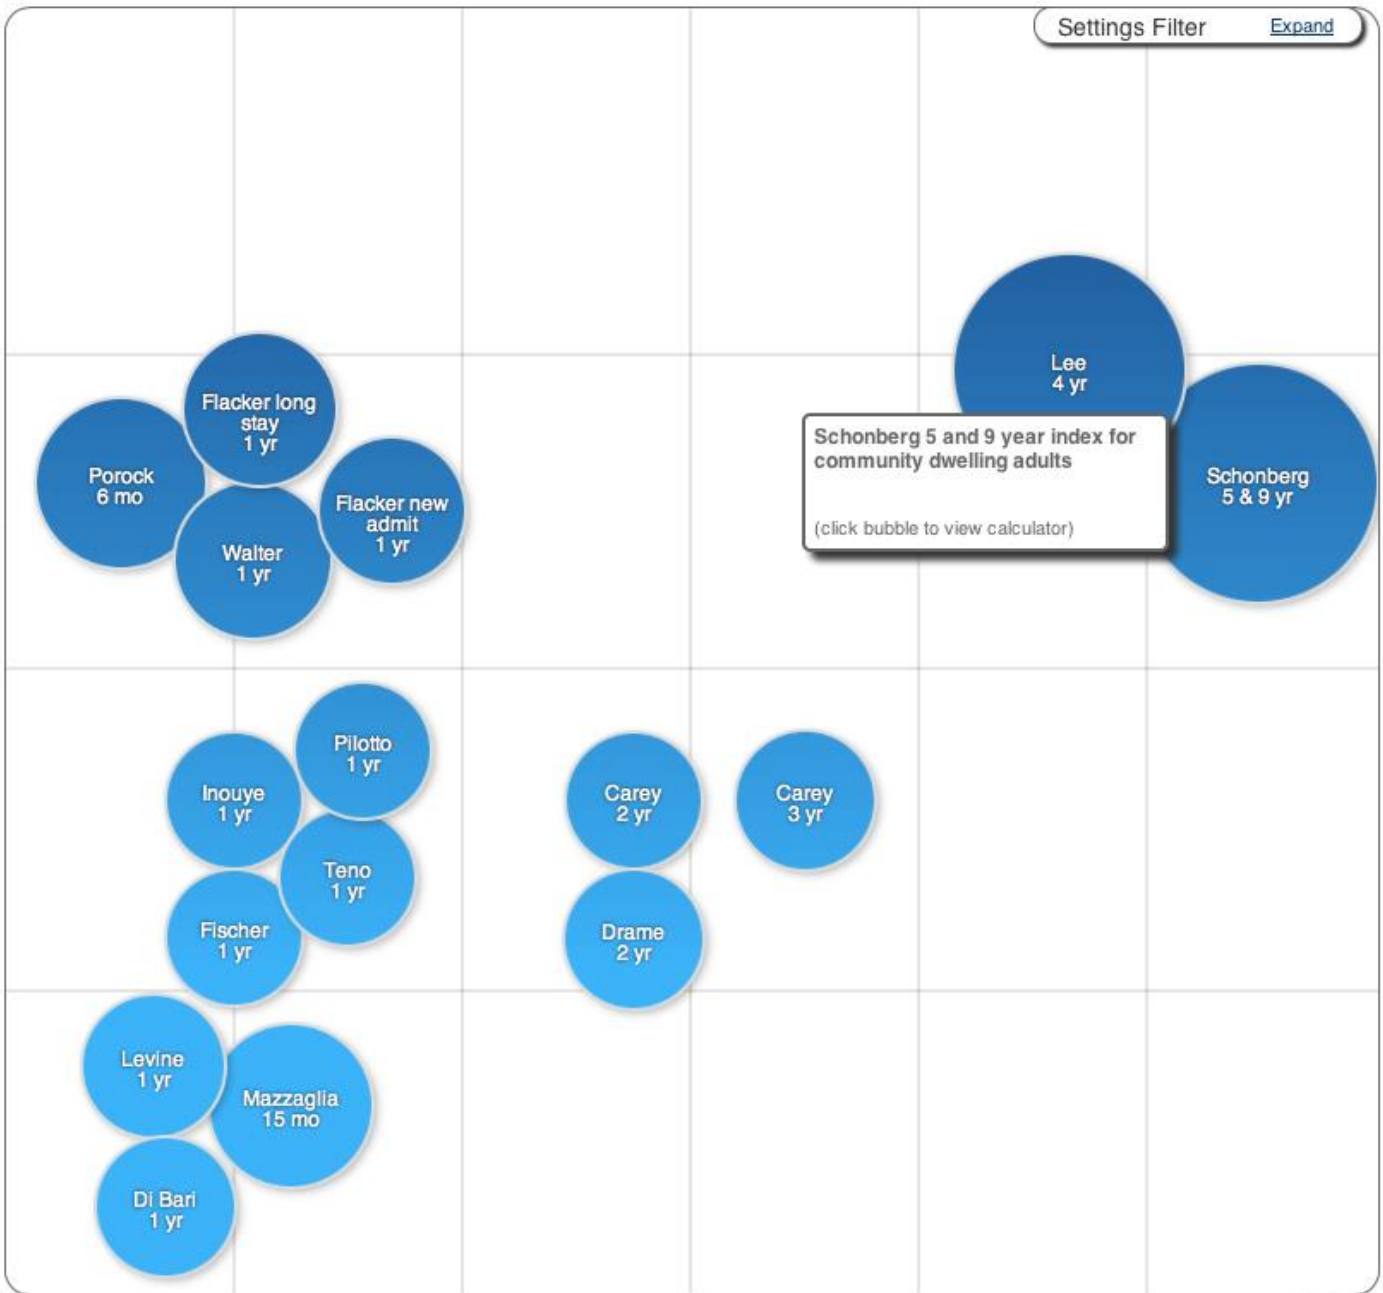 Settings Filter Expand
Lee
4 yr
Flacker long
stay
1 yr
Schonberg 5 and 9 year index for
community dwelling adults
(click bubble to view calculator)
Porock
6 mo
Schonberg
5 & 9 yr
Flacker new
admit
1 yr
Walter
1 yr
Pilotto
1 yr
Inouye
1 yr
Carey
2 yr
Carey
3 yr
Teno
1 yr
Fischer
1 yr
Drame
2 yr
Levine
1 yr
Mazzaglia
15 mo
Di Bari
1 yr